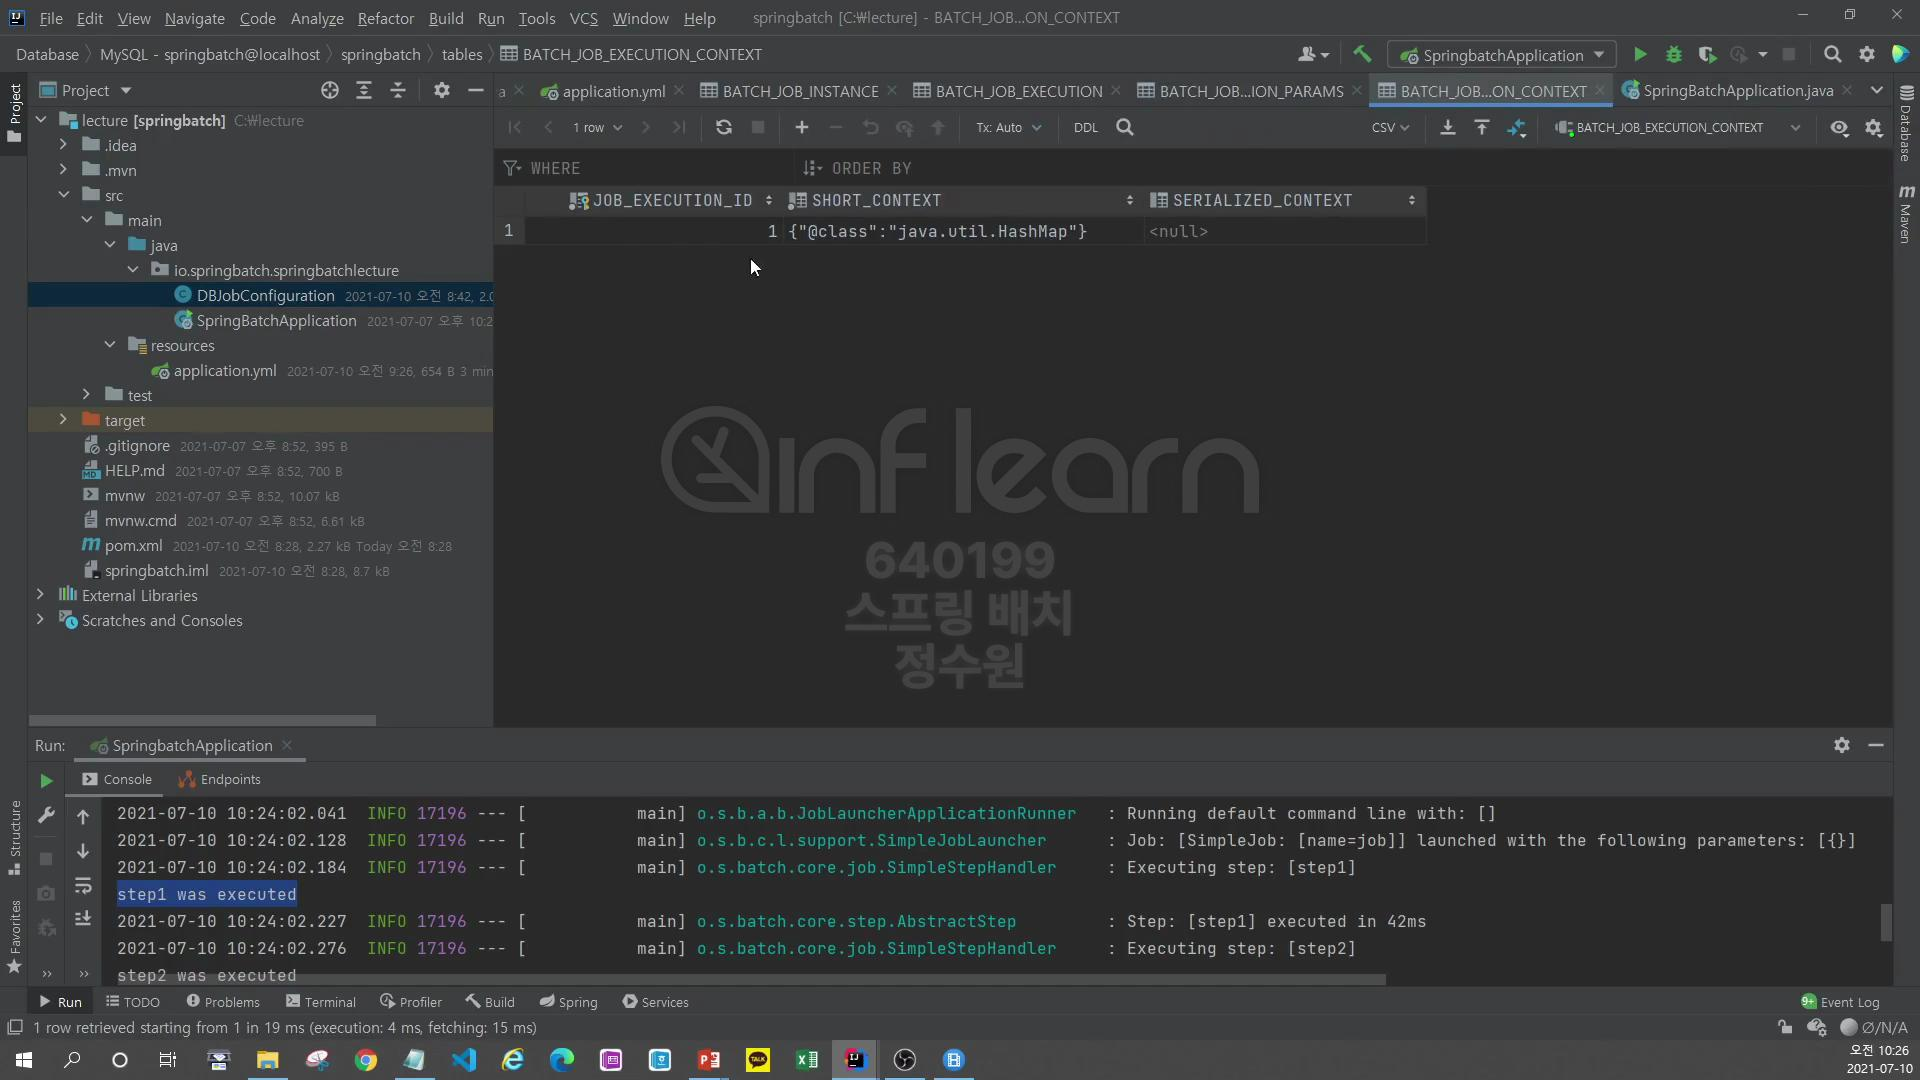 File Edit View Navigate Code Analyze Refactor Build Run Tools VCS Window Help springbatch [C:\lecture] - BATCH_JOB...ON_CONTEXT
Database MySQL - springbatch@localhost springbatch tables BATCH_JOB_EXECUTION_CONTEXT SpringbatchApplication
Project
a application.yml BATCH_JOB_INSTANCE BATCH_JOB_EXECUTION BATCH_JOB...ION_PARAMS BATCH_JOB...ON_CONTEXT SpringBatchApplication.java
1 row Tx: Auto DDL CSV BATCH_JOB_EXECUTION_CONTEXT
WHERE ORDER BY
JOB_EXECUTION_ID SHORT_CONTEXT SERIALIZED_CONTEXT
1 1 {"@class":"java.util.HashMap"} <null>
lecture [springbatch] C:\lecture
.idea
.mvn
src
main
java
io.springbatch.springbatchlecture
DBJobConfiguration 2021-07-10 오전 8:42, 2.0
SpringBatchApplication 2021-07-07 오후 10:2
resources
application.yml 2021-07-10 오전 9:26, 654 B 3 min
test
target
.gitignore 2021-07-07 오후 8:52, 395 B
HELP.md 2021-07-07 오후 8:52, 700 B
mvnw 2021-07-07 오후 8:52, 10.07 kB
mvnw.cmd 2021-07-07 오후 8:52, 6.61 kB
pom.xml 2021-07-10 오전 8:28, 2.27 kB Today 오전 8:28
springbatch.iml 2021-07-10 오전 8:28, 8.7 kB
External Libraries
Scratches and Consoles
inflearn
640199
스프링 배치
정수원
Project
Structure
Favorites
Database
Maven
Run: SpringbatchApplication
Console Endpoints
2021-07-10 10:24:02.041 INFO 17196 --- [ main] o.s.b.a.b.JobLauncherApplicationRunner : Running default command line with: []
2021-07-10 10:24:02.128 INFO 17196 --- [ main] o.s.b.c.l.support.SimpleJobLauncher : Job: [SimpleJob: [name=job]] launched with the following parameters: [{}]
2021-07-10 10:24:02.184 INFO 17196 --- [ main] o.s.batch.core.job.SimpleStepHandler : Executing step: [step1]
step1 was executed
2021-07-10 10:24:02.227 INFO 17196 --- [ main] o.s.batch.core.step.AbstractStep : Step: [step1] executed in 42ms
2021-07-10 10:24:02.276 INFO 17196 --- [ main] o.s.batch.core.job.SimpleStepHandler : Executing step: [step2]
step2 was executed
Run TODO Problems Terminal Profiler Build Spring Services 9+ Event Log
1 row retrieved starting from 1 in 19 ms (execution: 4 ms, fetching: 15 ms) Ø/N/A
오전 10:26
2021-07-10